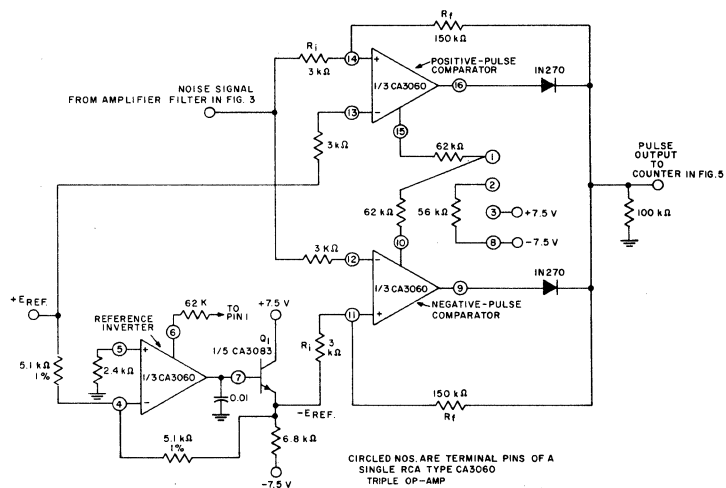 Rf
150 kΩ
Ri
3 kΩ
14
+
POSITIVE-PULSE
COMPARATOR
1/3 CA3060
16
IN270
NOISE SIGNAL
FROM AMPLIFIER FILTER IN FIG. 3
13
−
15
3 kΩ
62 kΩ
1
PULSE
OUTPUT
TO
COUNTER IN FIG.5
2
62 kΩ
56 kΩ
3
+7.5 V
100 kΩ
10
8
−7.5 V
3 KΩ
12
−
1/3 CA3060
9
IN270
NEGATIVE-PULSE
COMPARATOR
11
+
+EREF.
62 K
TO
PIN I
+7.5 V
REFERENCE
INVERTER
6
Q1
1/5 CA3083
Ri
3
kΩ
5
+
5.1 kΩ
1%
2.4kΩ
1/3 CA3060
7
−EREF.
150 kΩ
Rf
4
−
0.01
5.1 kΩ
1%
6.8 kΩ
−7.5 V
CIRCLED NOS. ARE TERMINAL PINS OF A
SINGLE RCA TYPE CA3060
TRIPLE OP-AMP